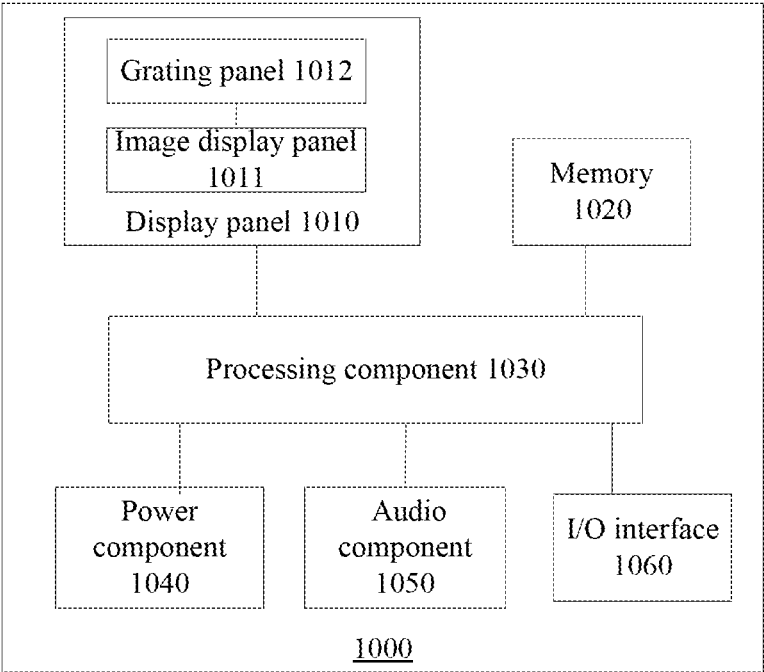 Grating panel 1012
Image display panel
1011
Display panel 1010
Memory
1020
Processing component 1030
Power
component
1040
Audio
component
1050
I/O interface
1060
1000